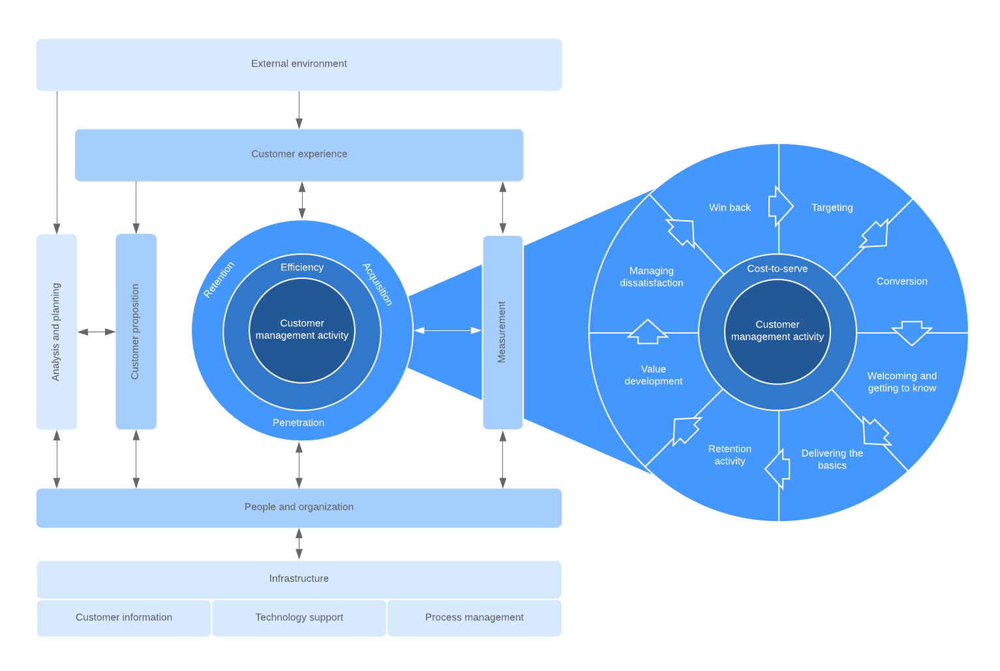 External environment
Customer experience
Analysis and planning
Customer proposition
Retention
Efficiency
Acquisition
Customer
management activity
Penetration
Measurement
People and organization
Infrastructure
Customer information
Technology support
Process management
Win back
Targeting
Managing
dissatisfaction
Cost-to-serve
Conversion
Customer
management activity
Value
development
Welcoming and
getting to know
Retention
activity
Delivering the
basics